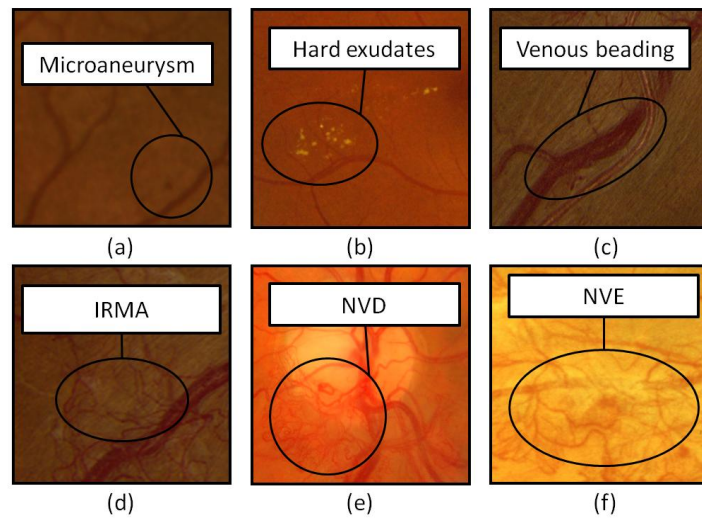 Microaneurysm
Hard exudates
Venous beading
(a)
(b)
(c)
IRMA
NVD
NVE
(d)
(e)
(f)